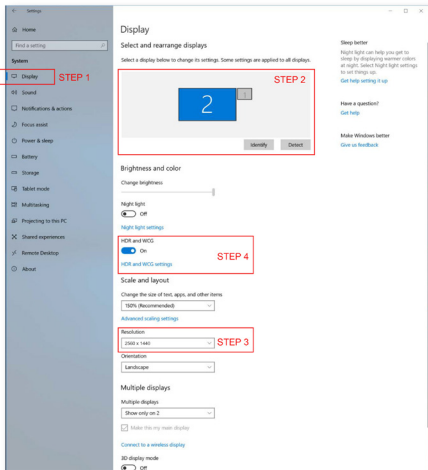 Settings
Home
Find a setting
System
Display
STEP 1
Sound
Notifications & actions
Focus assist
Power & sleep
Battery
Storage
Tablet mode
Multitasking
Projecting to this PC
Shared experiences
Remote Desktop
About
Display
Select and rearrange displays
Select a display below to change its settings. Some settings are applied to all displays.
STEP 2
2
1
Identify
Detect
Brightness and color
Change brightness
Night light
Off
Night light settings
HDR and WCG
On
STEP 4
HDR and WCG settings
Scale and layout
Change the size of text, apps, and other items
150% (Recommended)
Advanced scaling settings
Resolution
2560 x 1440
STEP 3
Orientation
Landscape
Multiple displays
Multiple displays
Show only on 2
Make this my main display
Connect to a wireless display
3D display mode
Off
Sleep better
Night light can help you get to
sleep by displaying warmer colors
at night. Select Night light settings
to set things up.
Get help setting it up
Have a question?
Get help
Make Windows better
Give us feedback